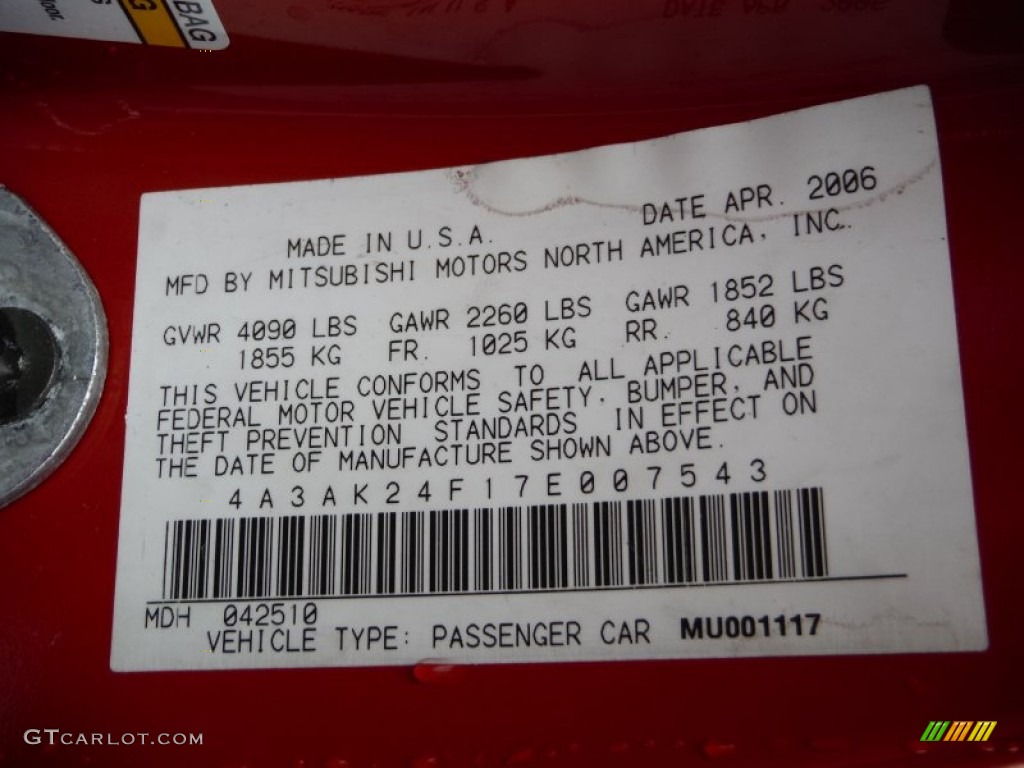 BAG
DATE APR. 2006
MADE IN U.S.A.
MFD BY MITSUBISHI MOTORS NORTH AMERICA, INC.
GVWR 4090 LBS GAWR 2260 LBS GAWR 1852 LBS
1855 KG FR. 1025 KG RR. 840 KG
THIS VEHICLE CONFORMS TO ALL APPLICABLE
FEDERAL MOTOR VEHICLE SAFETY, BUMPER, AND
THEFT PREVENTION STANDARDS IN EFFECT ON
THE DATE OF MANUFACTURE SHOWN ABOVE.
4A3AK24F17E007543
MDH 042510
VEHICLE TYPE: PASSENGER CAR MU001117
GTCARLOT.COM